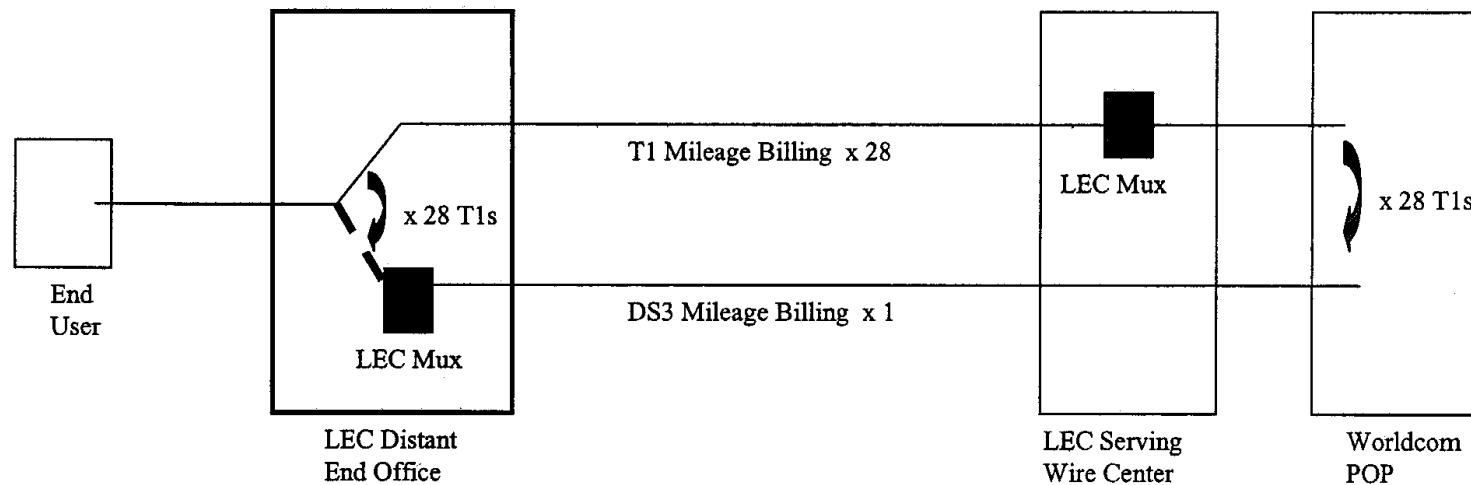 T1 Mileage Billing x 28
LEC Mux
x 28 T1s
x 28 T1s
End
User
DS3 Mileage Billing x 1
LEC Mux
LEC Distant
End Office
LEC Serving
Wire Center
Worldcom
POP